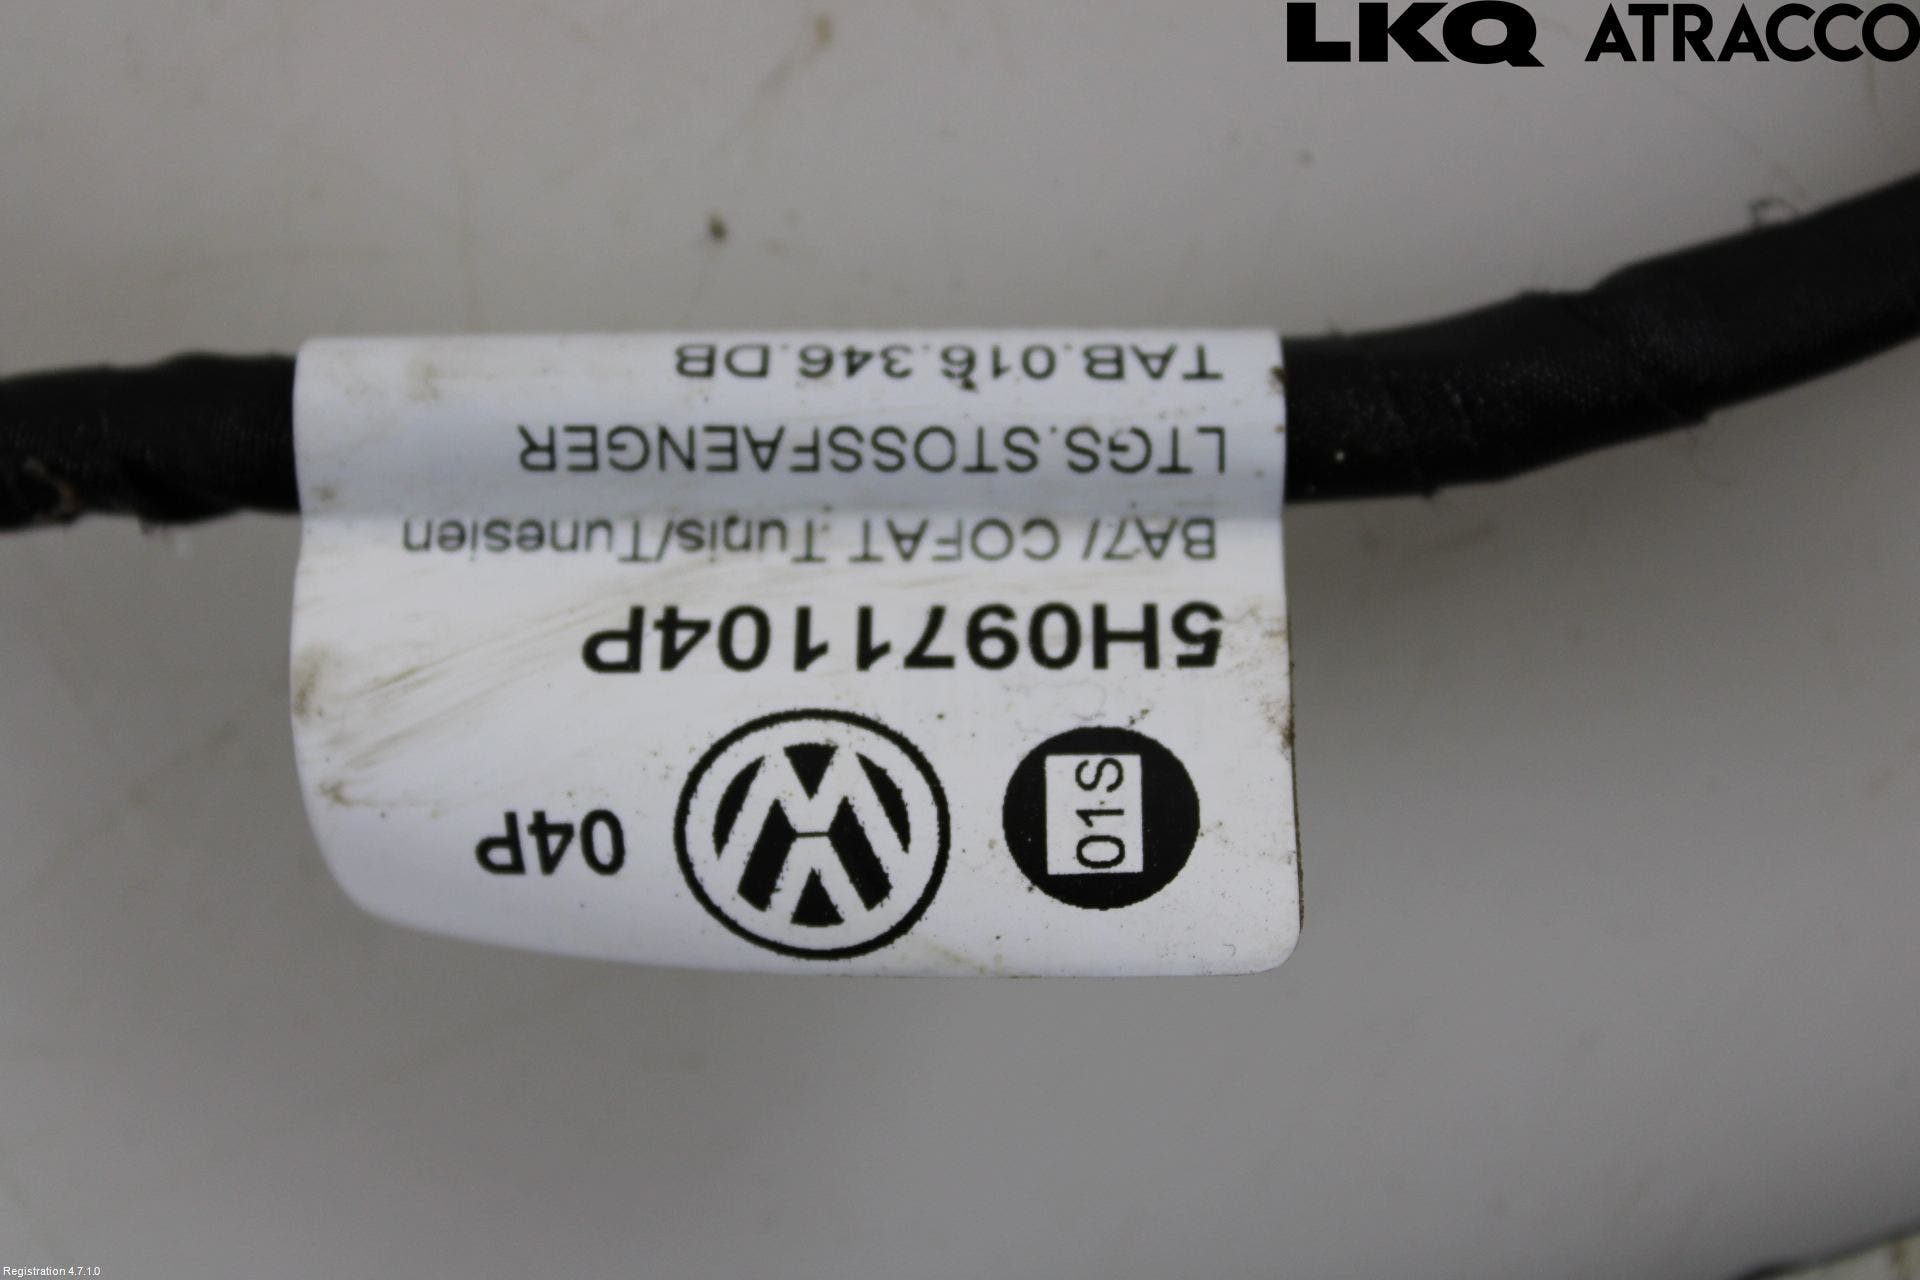 LKQ ATRACCO
01S
04P
5H0971104P
BA7/ COFAT Tunis/Tunesien
LTGS.STOSSFAENGER
TAB.016.346.DB
Registration 4.7.1.0